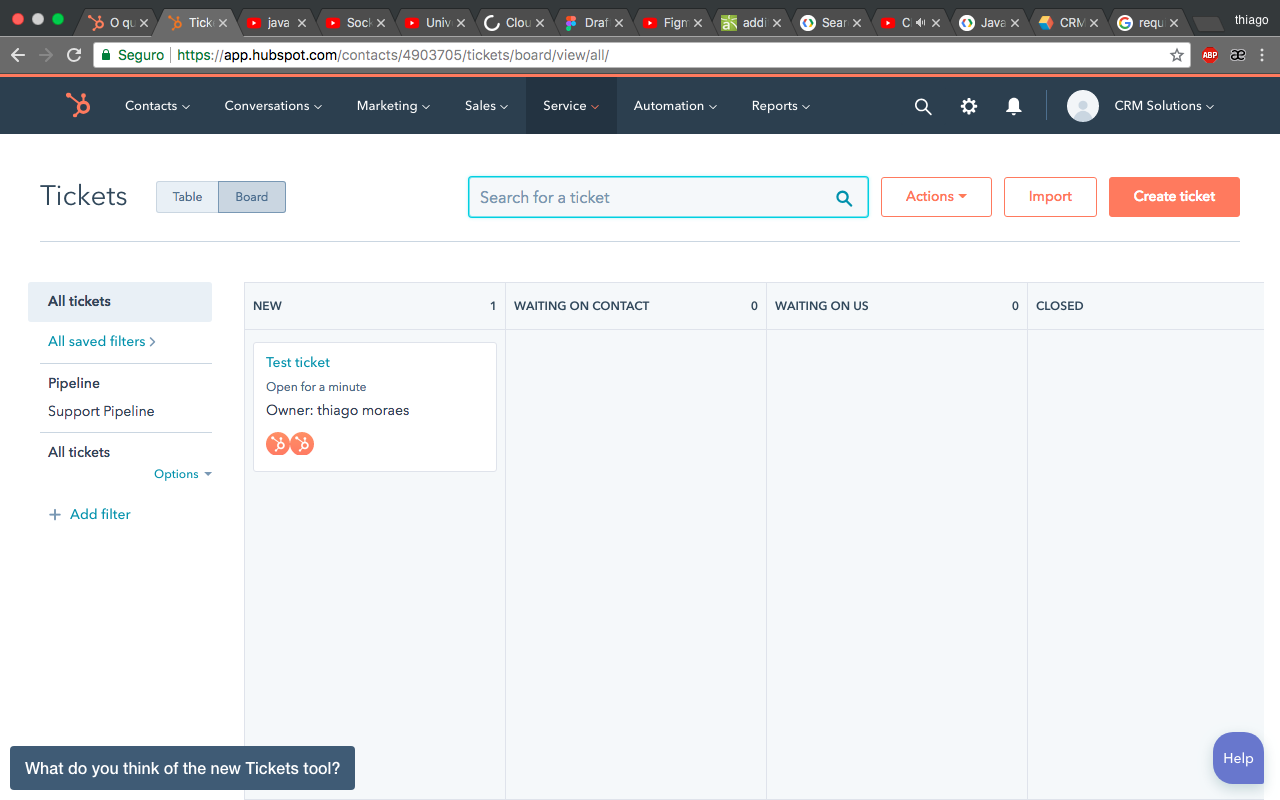 O qu
Ticke
java
Sock
Univ
Clou
Draf
Figm
addi
Sear
C
Java
CRM
requ
thiago
Seguro https://app.hubspot.com/contacts/4903705/tickets/board/view/all/
ABP
æ
Contacts Conversations Marketing Sales Service Automation Reports CRM Solutions
Tickets Table Board Search for a ticket Actions Import Create ticket
All tickets
All saved filters
Pipeline
Support Pipeline
All tickets
Options
+ Add filter
NEW 1 WAITING ON CONTACT 0 WAITING ON US 0 CLOSED
Test ticket
Open for a minute
Owner: thiago moraes
What do you think of the new Tickets tool?
Help